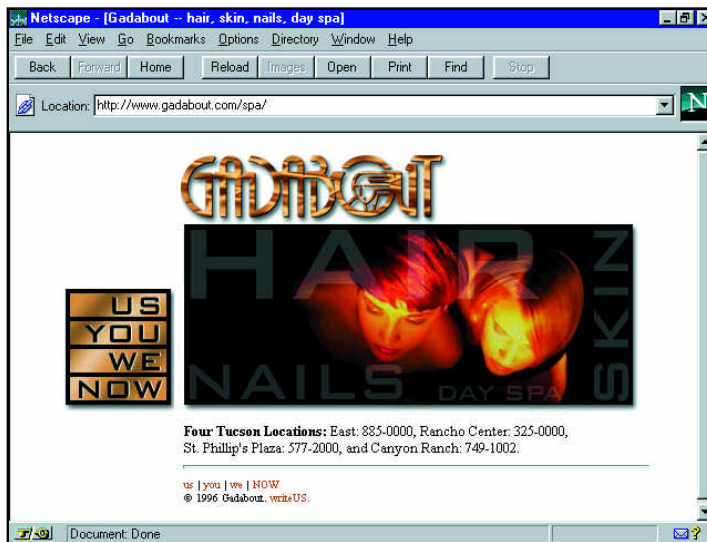 Netscape - [Gadabout -- hair, skin, nails, day spa]
File Edit View Go Bookmarks Options Directory Window Help
Back Forward Home Reload Images Open Print Find Stop
Location: http://www.gadabout.com/spa/
N
GADABOUT
HAIR
SKIN
NAILS
DAY SPA
US
YOU
WE
NOW
Four Tucson Locations: East: 885-0000, Rancho Center: 325-0000,
St. Phillip's Plaza: 577-2000, and Canyon Ranch: 749-1002.
us | you | we | NOW
© 1996 Gadabout. writeUS.
Document: Done